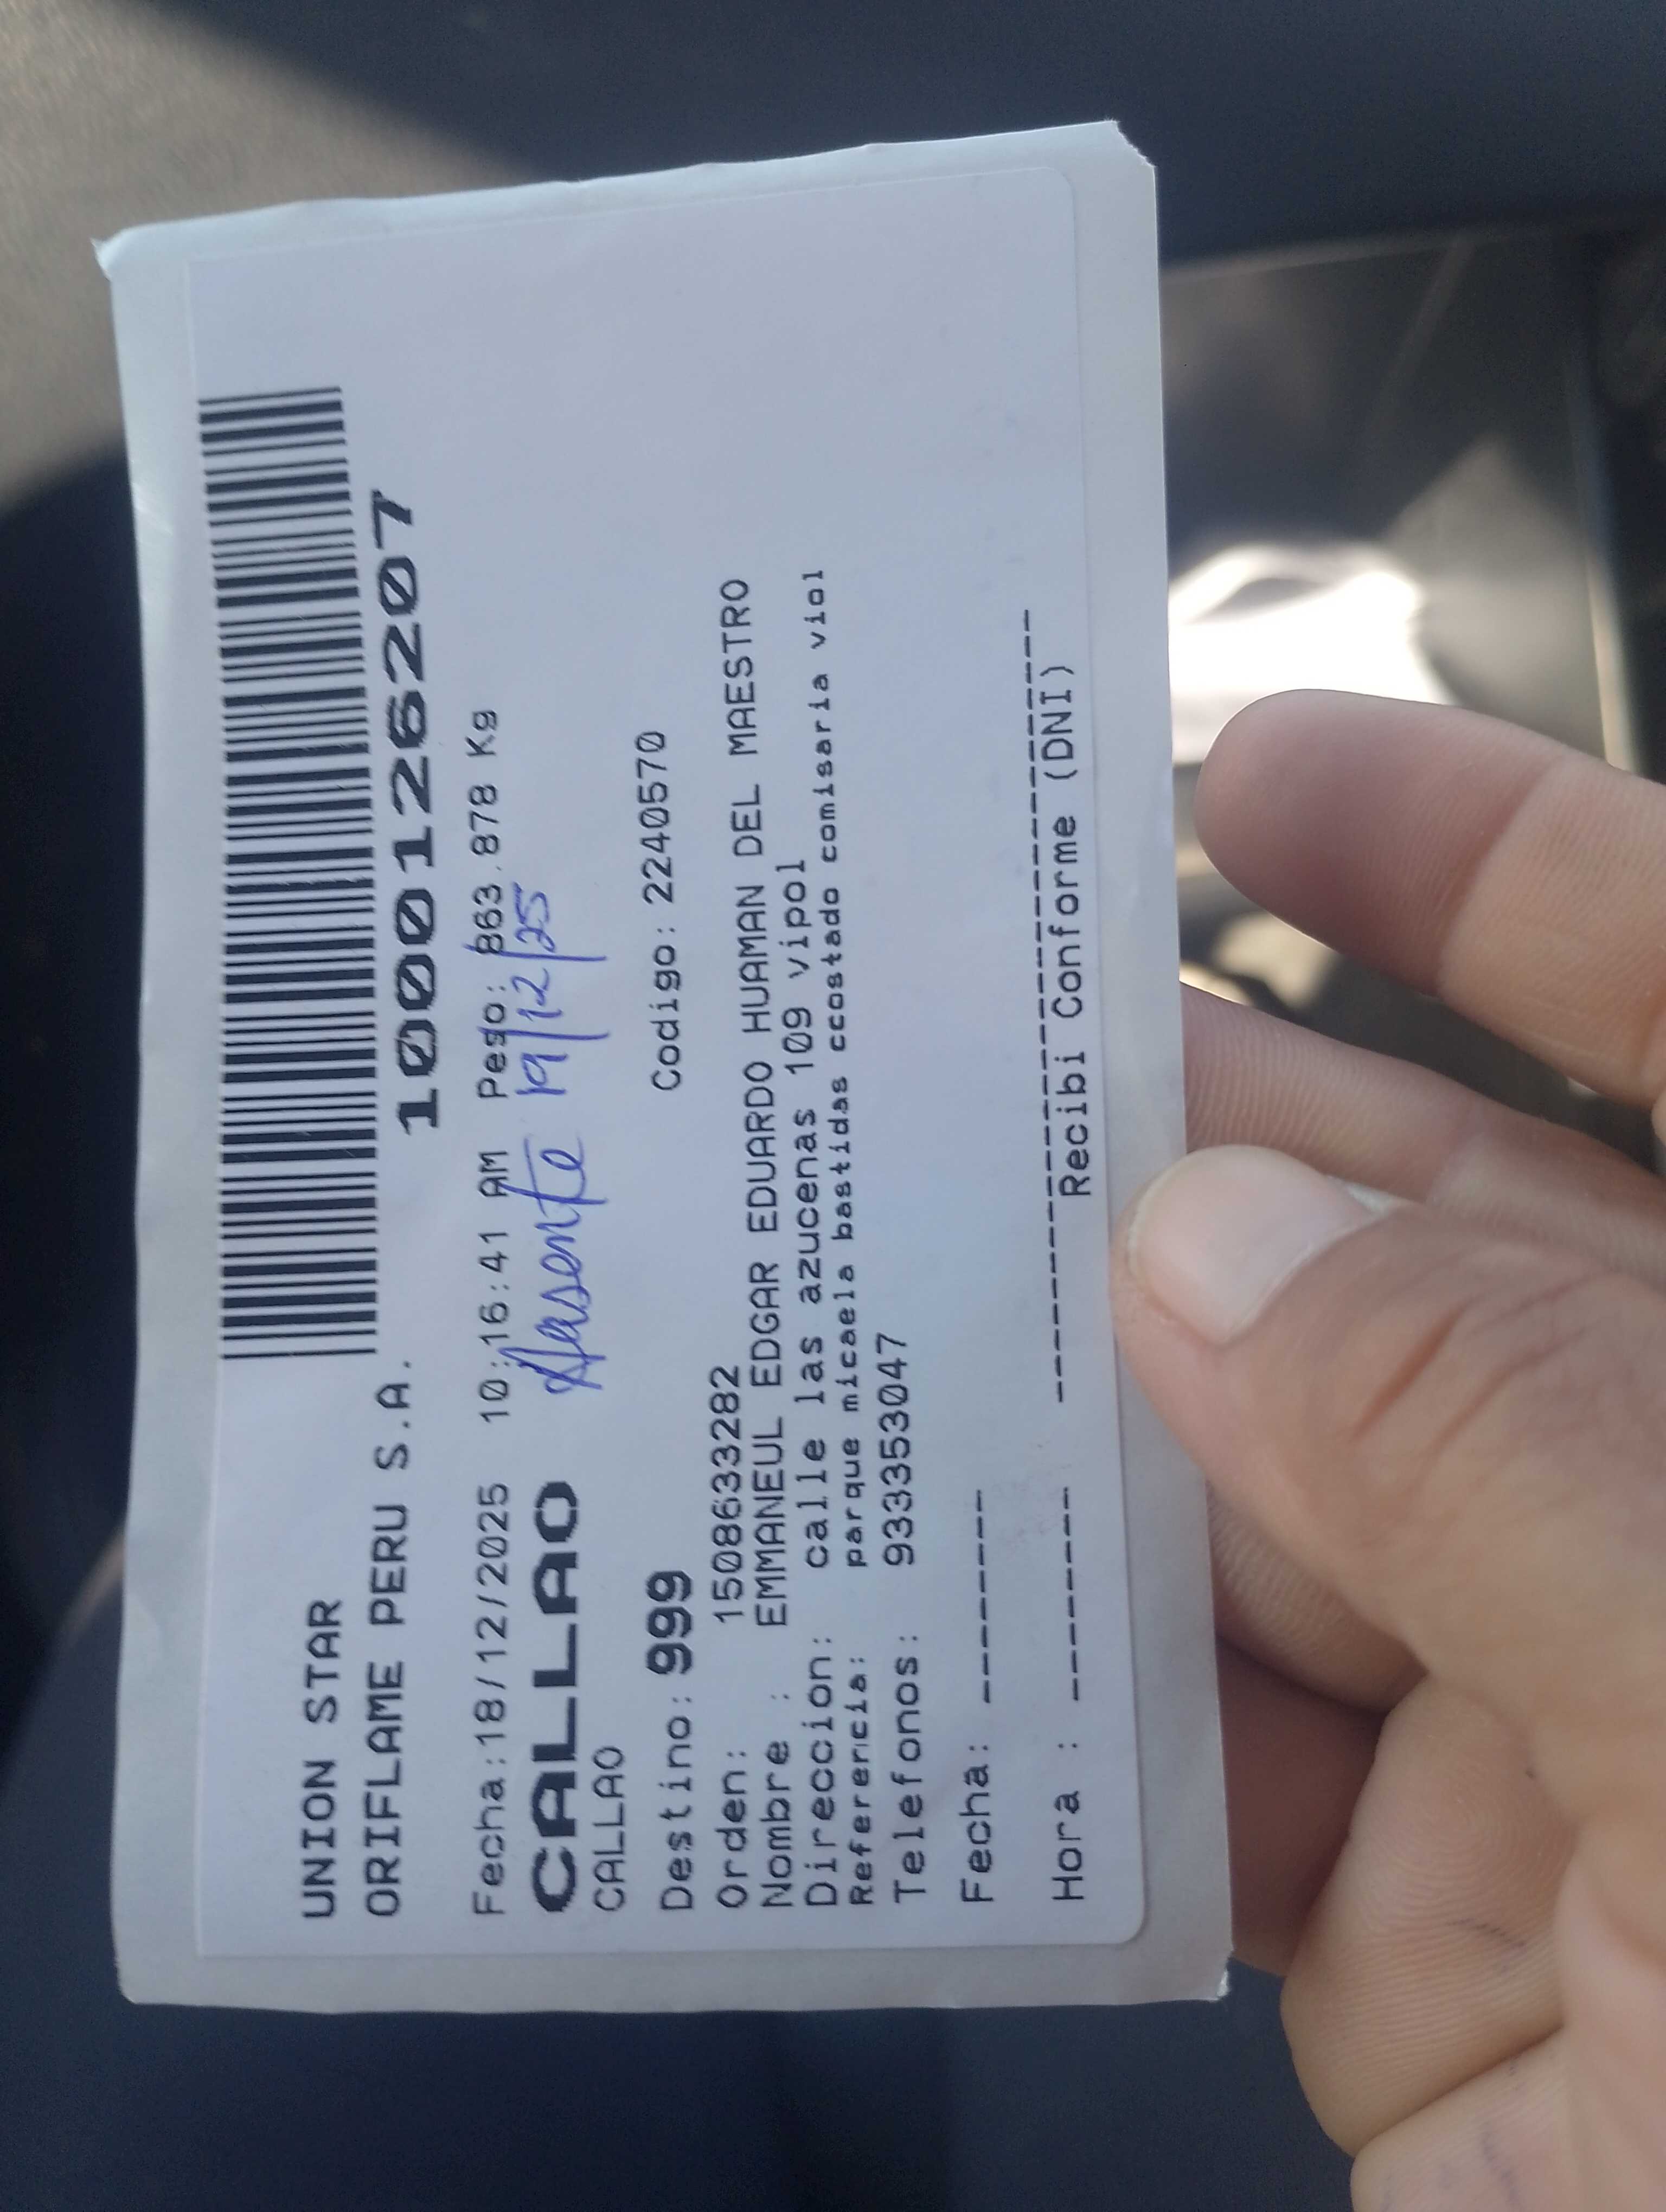 UNION STAR
ORIFLAME PERU S.A.
1000126207
Fecha:18/12/2025 10:16:41 AM Peso: 863.878 Kg
CALLAO Ausente 19/12/25
CALLAO
Destino: 999 Codigo: 2240570
Orden: 1508633282
Nombre : EMMANEUL EDGAR EDUARDO HUAMAN DEL MAESTRO
Direccion: calle las azucenas 109 vipol
Referencia: parque micaela bastidas ccostado comisaria viol
Telefonos: 933353047
Fecha: --------
Hora : --------
Recibi Conforme (DNI)